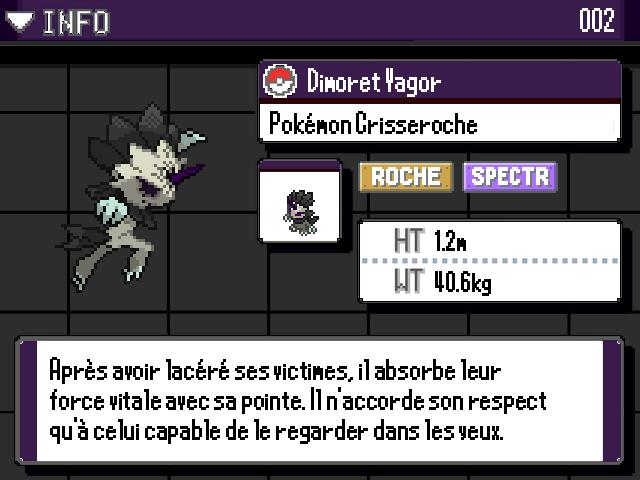 INFO
002
Dimoret Yagor
Pokémon Crisseroche
ROCHE
SPECTR
HT 1.2m
WT 40.6kg
Après avoir lacéré ses victimes, il absorbe leur
force vitale avec sa pointe. Il n'accorde son respect
qu'à celui capable de le regarder dans les yeux.